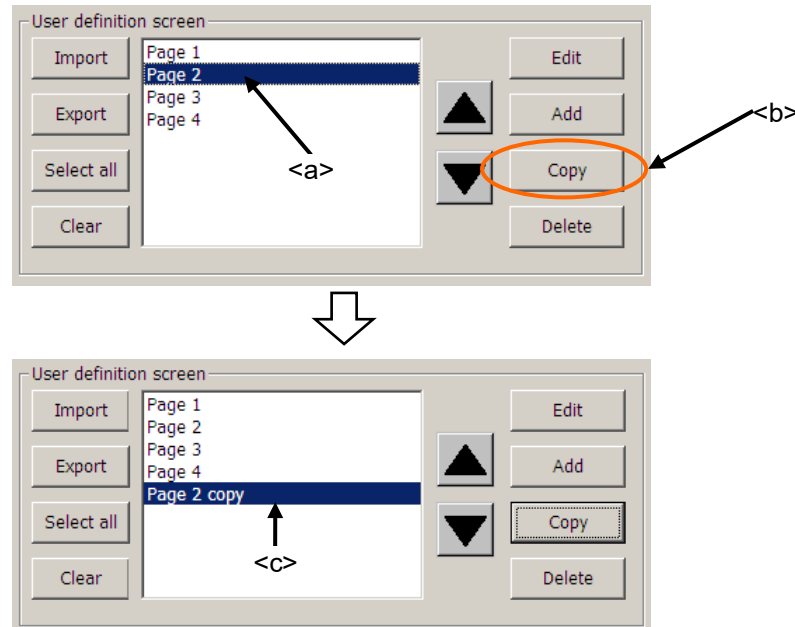 User definition screen
Import
Export
Select all
Clear
Page 1
Page 2
Page 3
Page 4
<a>
Edit
Add
Copy
Delete
<b>
User definition screen
Import
Export
Select all
Clear
Page 1
Page 2
Page 3
Page 4
Page 2 copy
<c>
Edit
Add
Copy
Delete